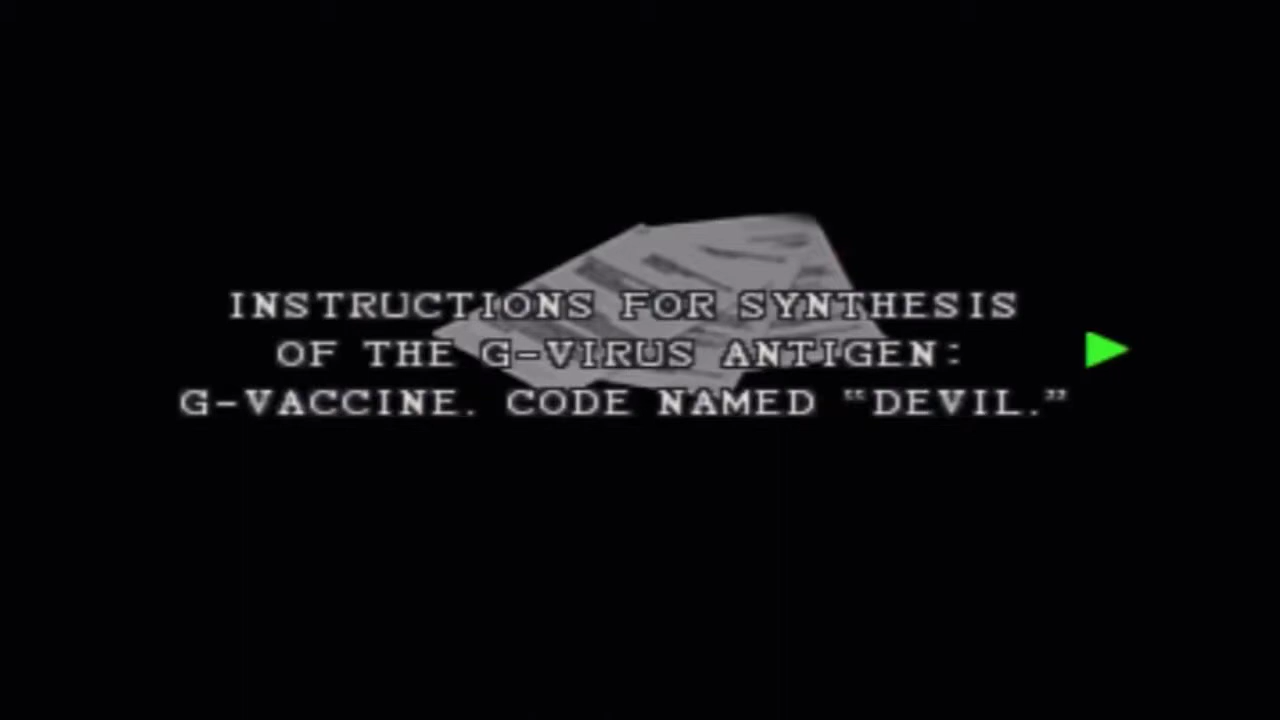 INSTRUCTIONS FOR SYNTHESIS
OF THE G-VIRUS ANTIGEN:
G-VACCINE. CODE NAMED “DEVIL.”